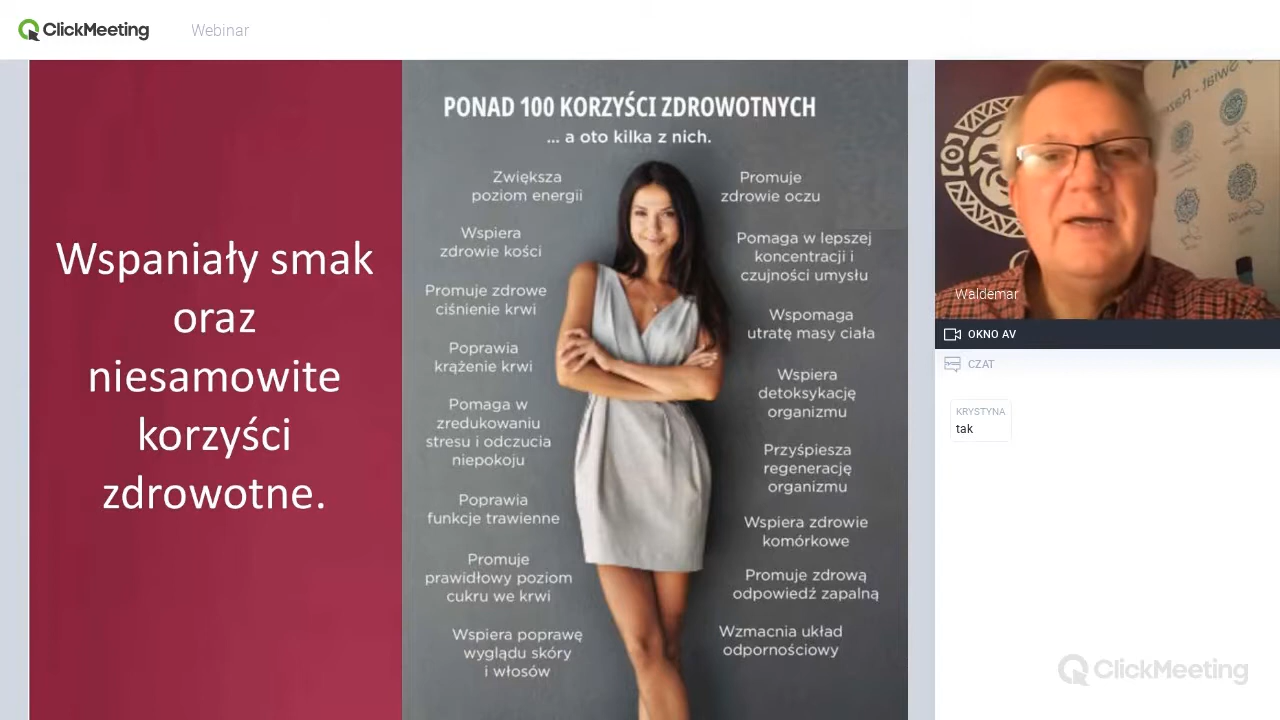 ClickMeeting
Webinar
Wspaniały smak
oraz
niesamowite
korzyści
zdrowotne.
PONAD 100 KORZYŚCI ZDROWOTNYCH
... a oto kilka z nich.
Zwiększa
poziom energii
Wspiera
zdrowie kości
Promuje zdrowe
ciśnienie krwi
Poprawia
krążenie krwi
Pomaga w
zredukowaniu
stresu i odczucia
niepokoju
Poprawia
funkcje trawienne
Promuje
prawidłowy poziom
cukru we krwi
Wspiera poprawę
wyglądu skóry
i włosów
Promuje
zdrowie oczu
Pomaga w lepszej
koncentracji i
czujności umysłu
Wspomaga
utratę masy ciała
Wspiera
detoksykację
organizmu
Przyśpiesza
regenerację
organizmu
Wspiera zdrowie
komórkowe
Promuje zdrową
odpowiedź zapalną
Wzmacnia układ
odpornościowy
Waldemar
OKNO AV
CZAT
KRYSTYNA
tak
ClickMeeting